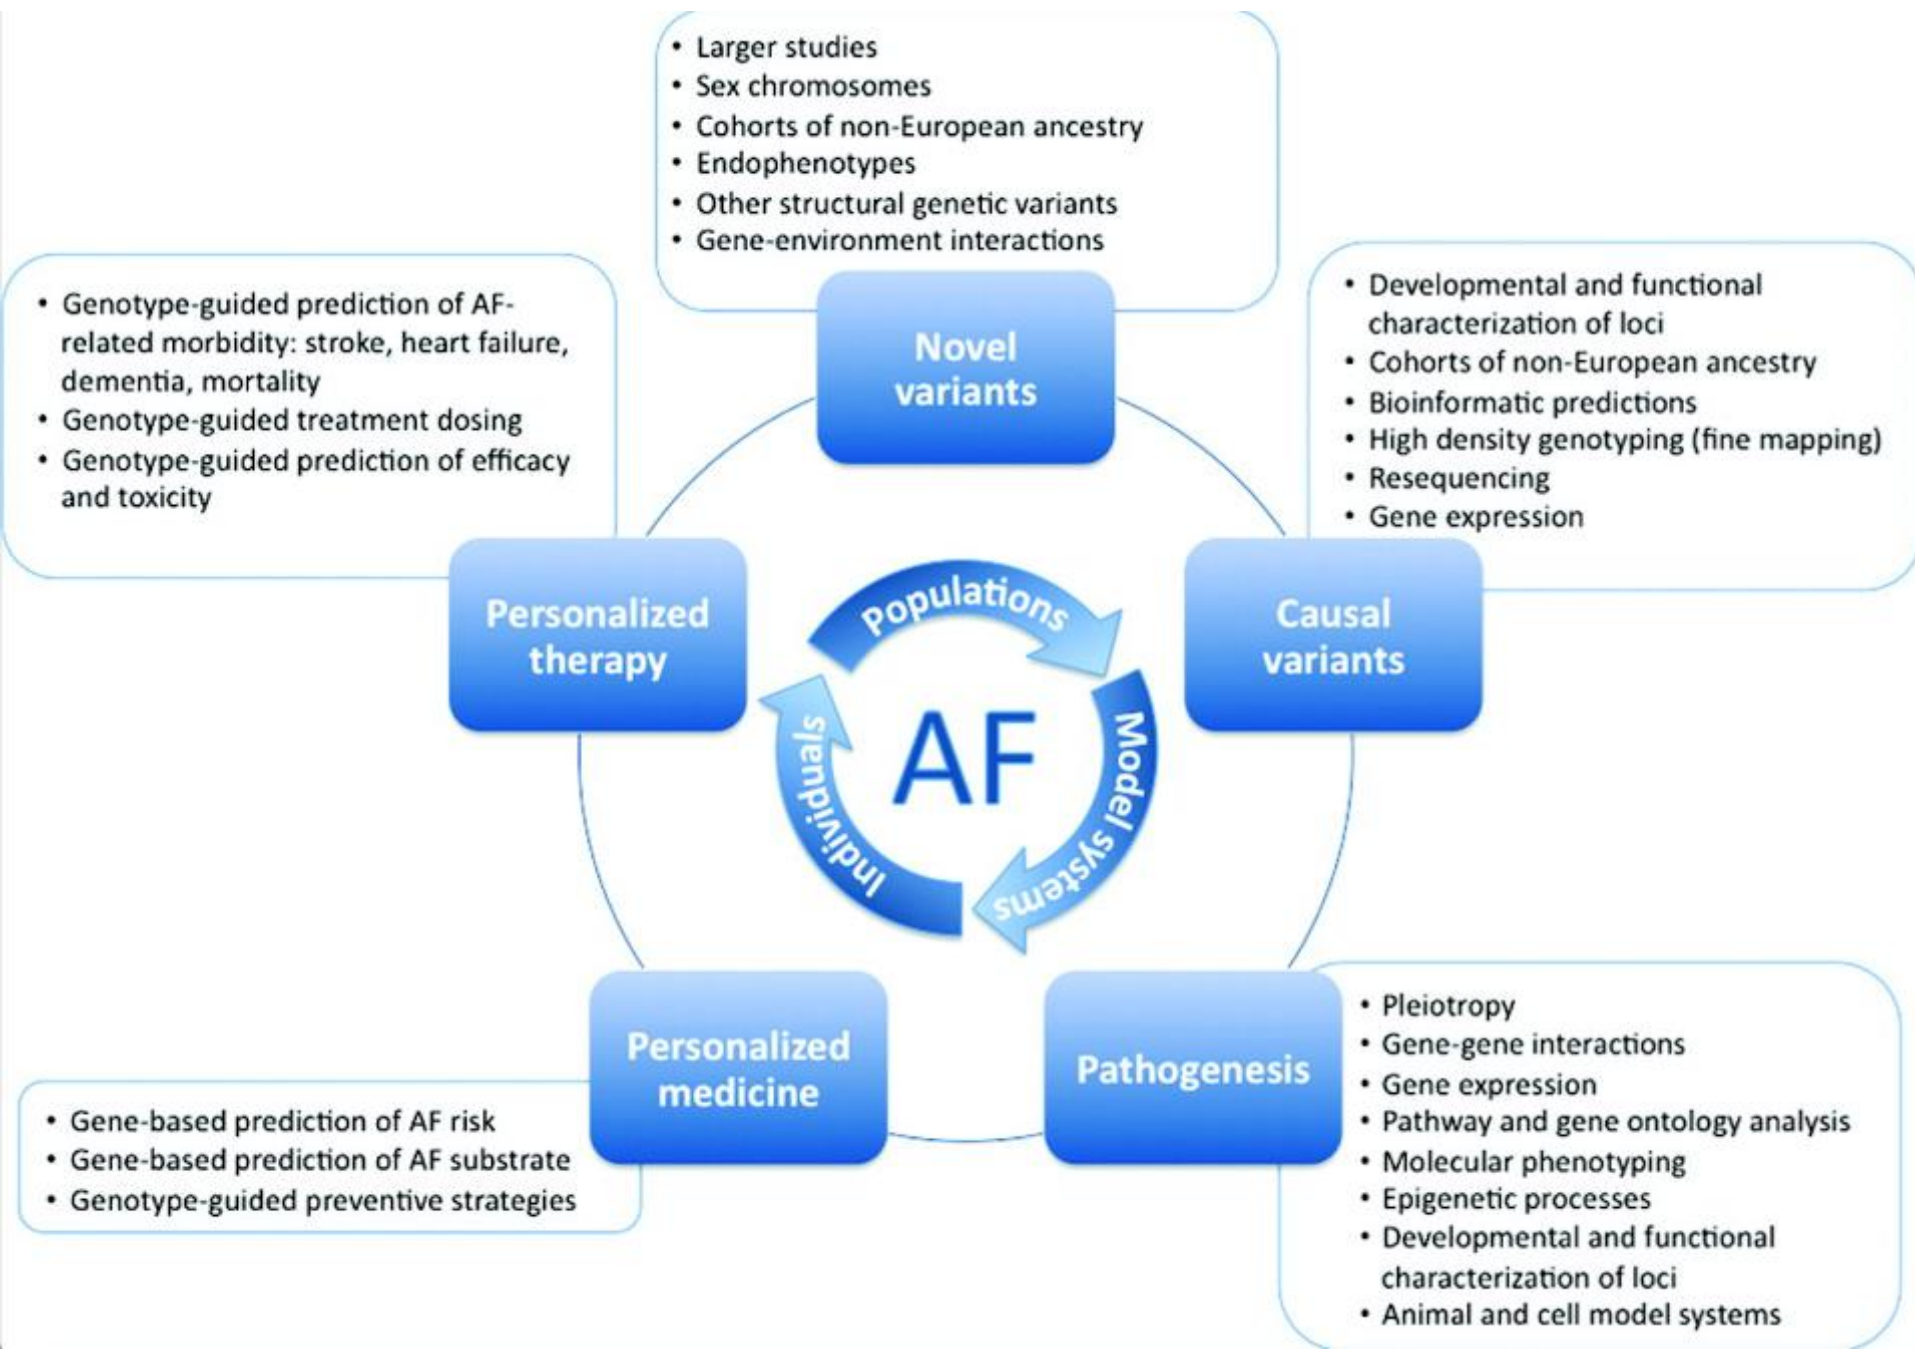 • Larger studies
• Sex chromosomes
• Cohorts of non-European ancestry
• Endophenotypes
• Other structural genetic variants
• Gene-environment interactions
Novel
variants
• Developmental and functional
characterization of loci
• Cohorts of non-European ancestry
• Bioinformatic predictions
• High density genotyping (fine mapping)
• Resequencing
• Gene expression
Causal
variants
• Pleiotropy
• Gene-gene interactions
• Gene expression
• Pathway and gene ontology analysis
• Molecular phenotyping
• Epigenetic processes
• Developmental and functional
characterization of loci
• Animal and cell model systems
Pathogenesis
Personalized
medicine
• Gene-based prediction of AF risk
• Gene-based prediction of AF substrate
• Genotype-guided preventive strategies
• Genotype-guided prediction of AF-
related morbidity: stroke, heart failure,
dementia, mortality
• Genotype-guided treatment dosing
• Genotype-guided prediction of efficacy
and toxicity
Personalized
therapy
Populations
Model systems
Individuals
AF